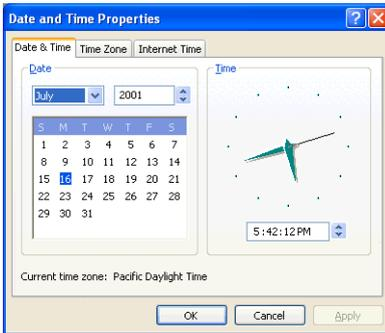 Date and Time Properties
Date & Time
Time Zone
Internet Time
Date
July
2001
S M T W T F S
1 2 3 4 5 6 7
8 9 10 11 12 13 14
15 16 17 18 19 20 21
22 23 24 25 26 27 28
29 30 31
Time
5:42:12 PM
Current time zone: Pacific Daylight Time
OK
Cancel
Apply